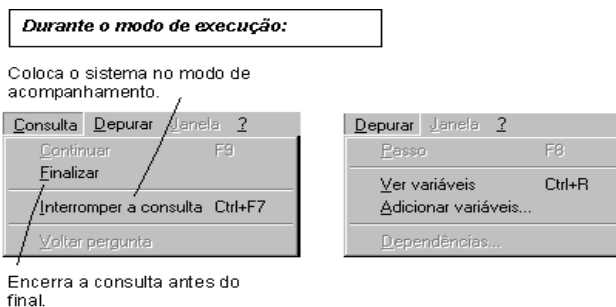 Durante o modo de execução:
Coloca o sistema no modo de
acompanhamento.
Consulta Depurar Janela ?
Continuar F9
Finalizar
Interromper a consulta Ctrl+F7
Voltar pergunta
Encerra a consulta antes do
final.
Depurar Janela ?
Passo F8
Ver variáveis Ctrl+R
Adicionar variáveis...
Dependências...